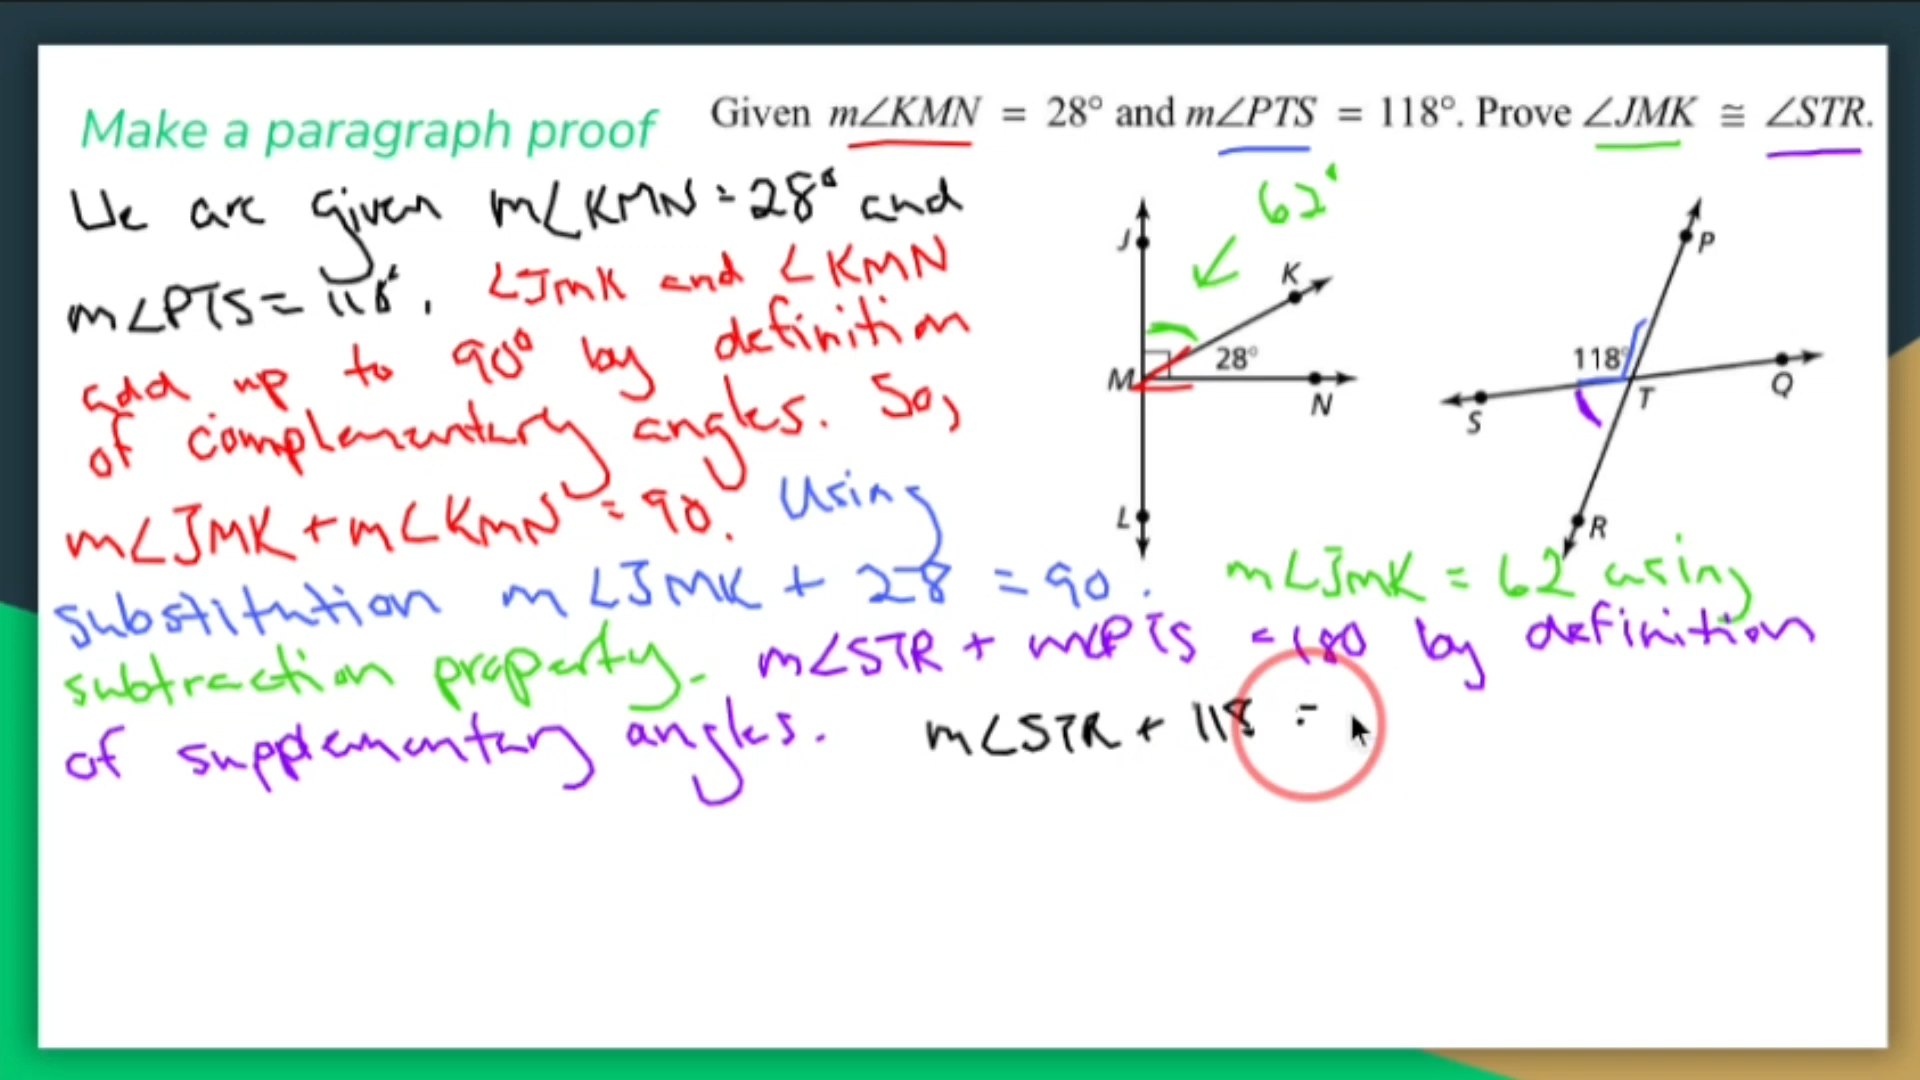 Make a paragraph proof
Given m∠KMN = 28° and m∠PTS = 118°. Prove ∠JMK ≅ ∠STR.
We are given m∠KMN = 28° and
m∠PTS = 118°. ∠JMK and ∠KMN
add up to 90° by definition
of complementary angles. So,
m∠JMK + m∠KMN = 90. Using
substitution m∠JMK + 28 = 90. m∠JMK = 62 using
subtraction property. m∠STR + m∠PTS = 180 by definition
of supplementary angles. m∠STR + 118 =
62°
J
K
28°
M
N
L
P
118°
Q
T
S
R